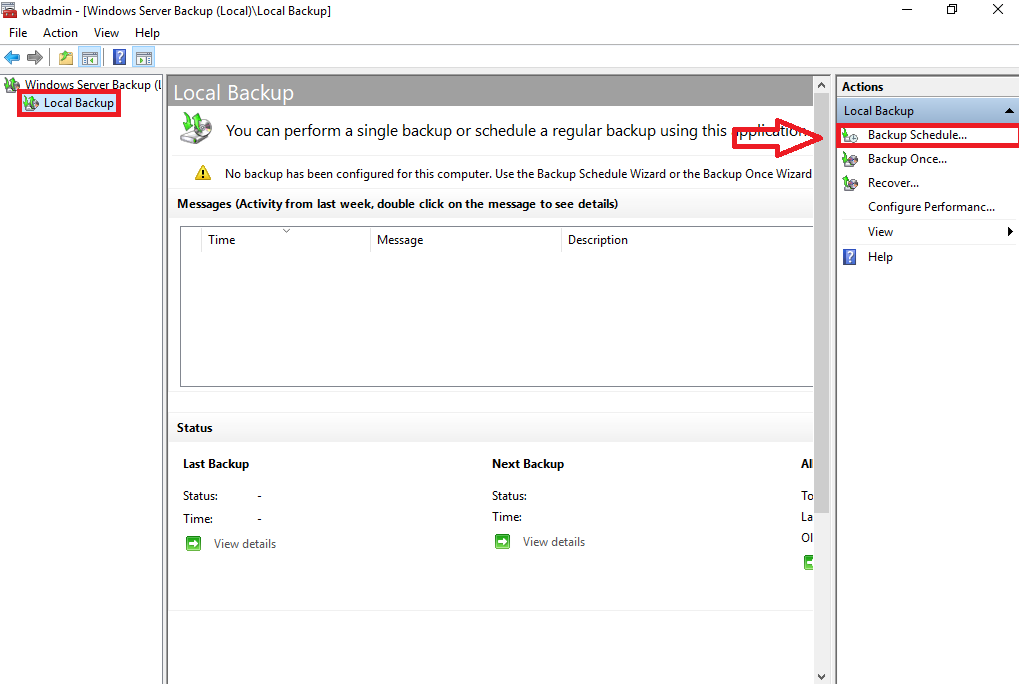 wbadmin - [Windows Server Backup (Local)\Local Backup]
File Action View Help
Windows Server Backup (L
Local Backup
Local Backup
You can perform a single backup or schedule a regular backup using this application
No backup has been configured for this computer. Use the Backup Schedule Wizard or the Backup Once Wizard
Messages (Activity from last week, double click on the message to see details)
Time Message Description
Status
Last Backup
Status: -
Time: -
View details
Next Backup
Status:
Time:
View details
Al
To
La
Ol
Actions
Local Backup
Backup Schedule...
Backup Once...
Recover...
Configure Performanc...
View
Help